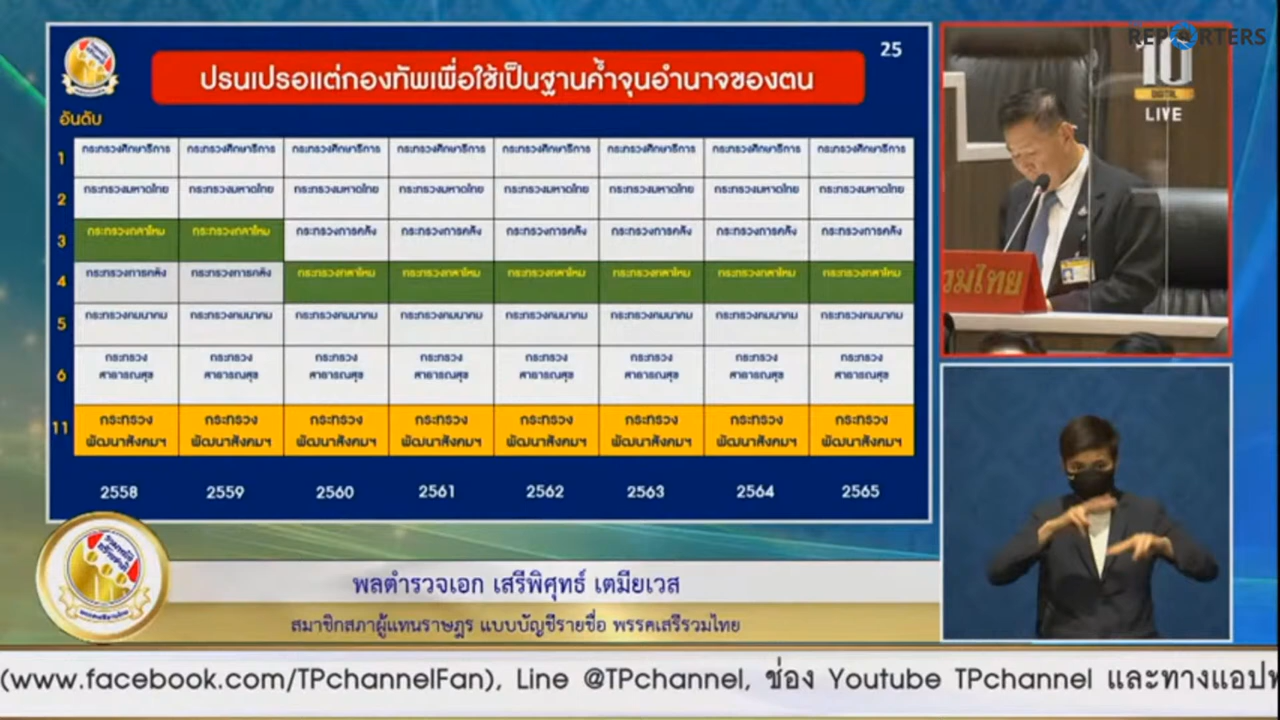 25
REPORTERS
ปรนเปรอแต่กองทัพเพื่อใช้เป็นฐานค้ำจุนอำนาจของตน
10
DIGITAL
LIVE
อันดับ
1 กระทรวงศึกษาธิการ กระทรวงศึกษาธิการ กระทรวงศึกษาธิการ กระทรวงศึกษาธิการ กระทรวงศึกษาธิการ กระทรวงศึกษาธิการ กระทรวงศึกษาธิการ กระทรวงศึกษาธิการ
2 กระทรวงมหาดไทย กระทรวงมหาดไทย กระทรวงมหาดไทย กระทรวงมหาดไทย กระทรวงมหาดไทย กระทรวงมหาดไทย กระทรวงมหาดไทย กระทรวงมหาดไทย
3 กระทรวงกลาโหม กระทรวงกลาโหม กระทรวงการคลัง กระทรวงการคลัง กระทรวงการคลัง กระทรวงการคลัง กระทรวงการคลัง กระทรวงการคลัง
4 กระทรวงการคลัง กระทรวงการคลัง กระทรวงกลาโหม กระทรวงกลาโหม กระทรวงกลาโหม กระทรวงกลาโหม กระทรวงกลาโหม กระทรวงกลาโหม
5 กระทรวงคมนาคม กระทรวงคมนาคม กระทรวงคมนาคม กระทรวงคมนาคม กระทรวงคมนาคม กระทรวงคมนาคม กระทรวงคมนาคม กระทรวงคมนาคม
กระทรวง กระทรวง กระทรวง กระทรวง กระทรวง กระทรวง กระทรวง กระทรวง
6 สาธารณสุข สาธารณสุข สาธารณสุข สาธารณสุข สาธารณสุข สาธารณสุข สาธารณสุข สาธารณสุข
กระทรวง กระทรวง กระทรวง กระทรวง กระทรวง กระทรวง กระทรวง กระทรวง
11 พัฒนาสังคมฯ พัฒนาสังคมฯ พัฒนาสังคมฯ พัฒนาสังคมฯ พัฒนาสังคมฯ พัฒนาสังคมฯ พัฒนาสังคมฯ พัฒนาสังคมฯ
2558 2559 2560 2561 2562 2563 2564 2565
รวมไทย
พลตำรวจเอก เสรีพิศุทธ์ เตมียเวส
สมาชิกสภาผู้แทนราษฎร แบบบัญชีรายชื่อ พรรคเสรีรวมไทย
(www.facebook.com/TPchannelFan), Line @TPchannel, ช่อง Youtube TPchannel และทางแอปพ